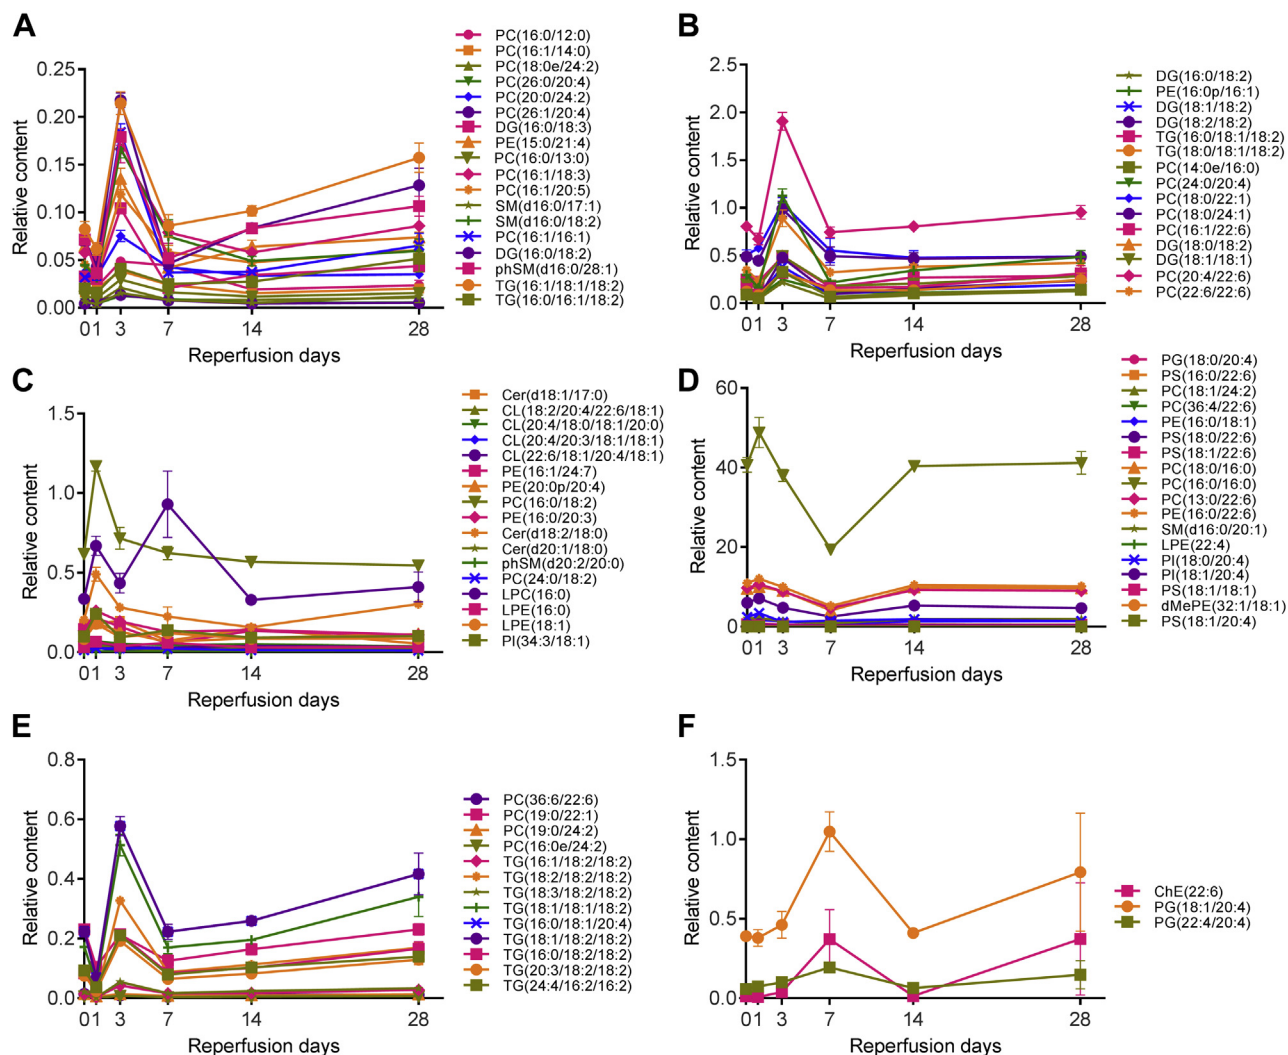 A
Relative content
0.25
0.20
0.15
0.10
0.05
0.00
0 1 3 7 14 28
Reperfusion days
PC(16:0/12:0)
PC(16:1/14:0)
PC(18:0e/24:2)
PC(26:0/20:4)
PC(20:0/24:2)
PC(26:1/20:4)
DG(16:0/18:3)
PE(15:0/21:4)
PC(16:0/13:0)
PC(16:1/18:3)
PC(16:1/20:5)
SM(d16:0/17:1)
SM(d16:0/18:2)
PC(16:1/16:1)
DG(16:0/18:2)
phSM(d16:0/28:1)
TG(16:1/18:1/18:2)
TG(16:0/16:1/18:2)
B
Relative content
2.5
2.0
1.5
1.0
0.5
0.0
0 1 3 7 14 28
Reperfusion days
DG(16:0/18:2)
PE(16:0p/16:1)
DG(18:1/18:2)
DG(18:2/18:2)
TG(16:0/18:1/18:2)
TG(18:0/18:1/18:2)
PC(14:0e/16:0)
PC(24:0/20:4)
PC(18:0/22:1)
PC(18:0/24:1)
PC(16:1/22:6)
DG(18:0/18:2)
DG(18:1/18:1)
PC(20:4/22:6)
PC(22:6/22:6)
C
Relative content
1.5
1.0
0.5
0.0
0 1 3 7 14 28
Reperfusion days
Cer(d18:1/17:0)
CL(18:2/20:4/22:6/18:1)
CL(20:4/18:0/18:1/20:0)
CL(20:4/20:3/18:1/18:1)
CL(22:6/18:1/20:4/18:1)
PE(16:1/24:7)
PE(20:0p/20:4)
PC(16:0/18:2)
PE(16:0/20:3)
Cer(d18:2/18:0)
Cer(d20:1/18:0)
phSM(d20:2/20:0)
PC(24:0/18:2)
LPC(16:0)
LPE(16:0)
LPE(18:1)
PI(34:3/18:1)
D
Relative content
60
40
20
0
0 1 3 7 14 28
Reperfusion days
PG(18:0/20:4)
PS(16:0/22:6)
PC(18:1/24:2)
PC(36:4/22:6)
PE(16:0/18:1)
PS(18:0/22:6)
PS(18:1/22:6)
PC(18:0/16:0)
PC(16:0/16:0)
PC(13:0/22:6)
PE(16:0/22:6)
SM(d16:0/20:1)
LPE(22:4)
PI(18:0/20:4)
PI(18:1/20:4)
PS(18:1/18:1)
dMePE(32:1/18:1)
PS(18:1/20:4)
E
Relative content
0.8
0.6
0.4
0.2
0.0
0 1 3 7 14 28
Reperfusion days
PC(36:6/22:6)
PC(19:0/22:1)
PC(19:0/24:2)
PC(16:0e/24:2)
TG(16:1/18:2/18:2)
TG(18:2/18:2/18:2)
TG(18:3/18:2/18:2)
TG(18:1/18:1/18:2)
TG(16:0/18:1/20:4)
TG(18:1/18:2/18:2)
TG(16:0/18:2/18:2)
TG(20:3/18:2/18:2)
TG(24:4/16:2/16:2)
F
Relative content
1.5
1.0
0.5
0.0
0 1 3 7 14 28
Reperfusion days
ChE(22:6)
PG(18:1/20:4)
PG(22:4/20:4)